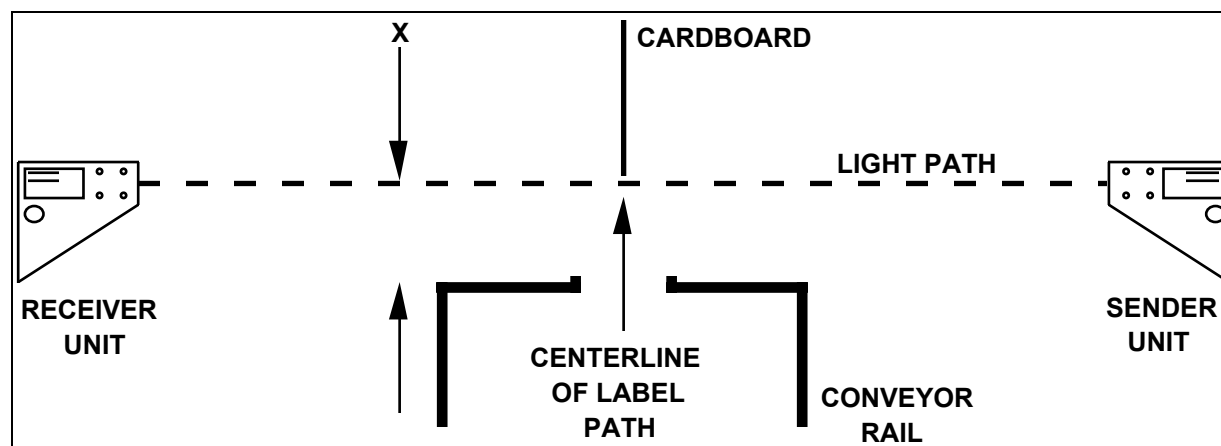 X
CARDBOARD
LIGHT PATH
RECEIVER
UNIT
CENTERLINE
OF LABEL
PATH
CONVEYOR
RAIL
SENDER
UNIT